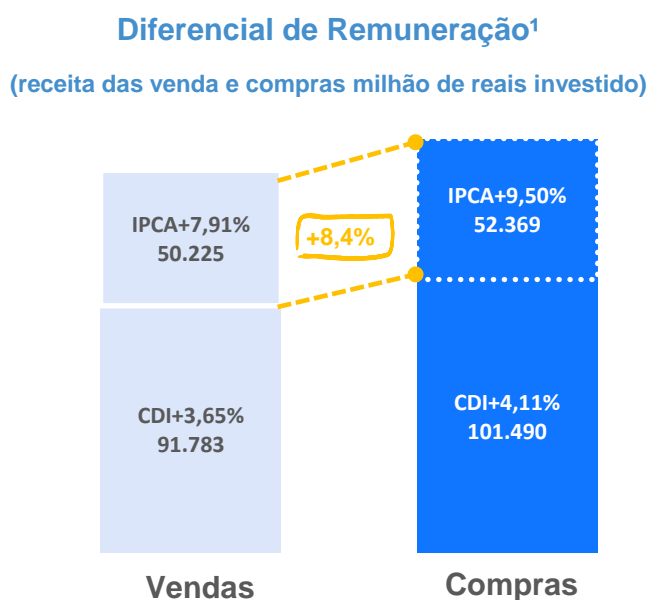 Diferencial de Remuneração¹
(receita das venda e compras milhão de reais investido)
IPCA+7,91%
50.225
+8,4%
IPCA+9,50%
52.369
CDI+3,65%
91.783
CDI+4,11%
101.490
Vendas
Compras